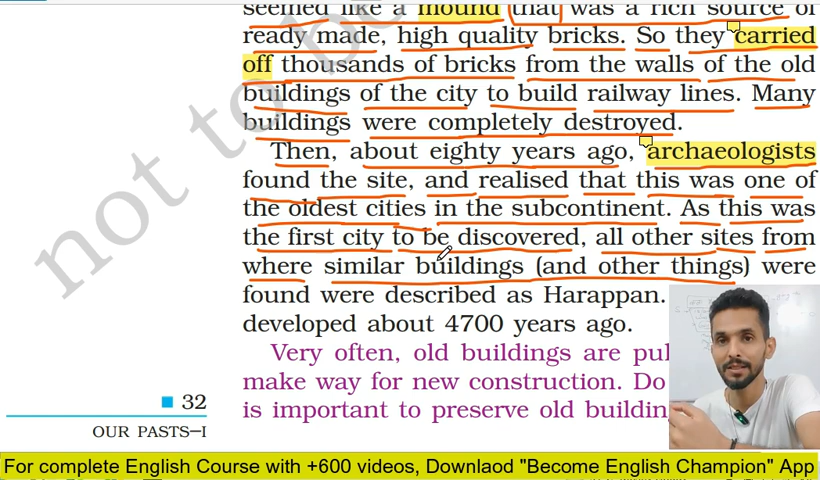 seemed like a mound (that was a rich source of
ready made, high quality bricks. So they carried
off thousands of bricks from the walls of the old
buildings of the city to build railway lines. Many
buildings were completely destroyed.
Then, about eighty years ago, archaeologists
found the site, and realised that this was one of
the oldest cities in the subcontinent. As this was
the first city to be discovered, all other sites from
where similar buildings (and other things) were
found were described as Harappan.
developed about 4700 years ago.
Very often, old buildings are
make way for new construction. Do
is important to preserve old
32
OUR PASTS–I
not to be
For complete English Course with +600 videos, Downlaod "Become English Champion" App